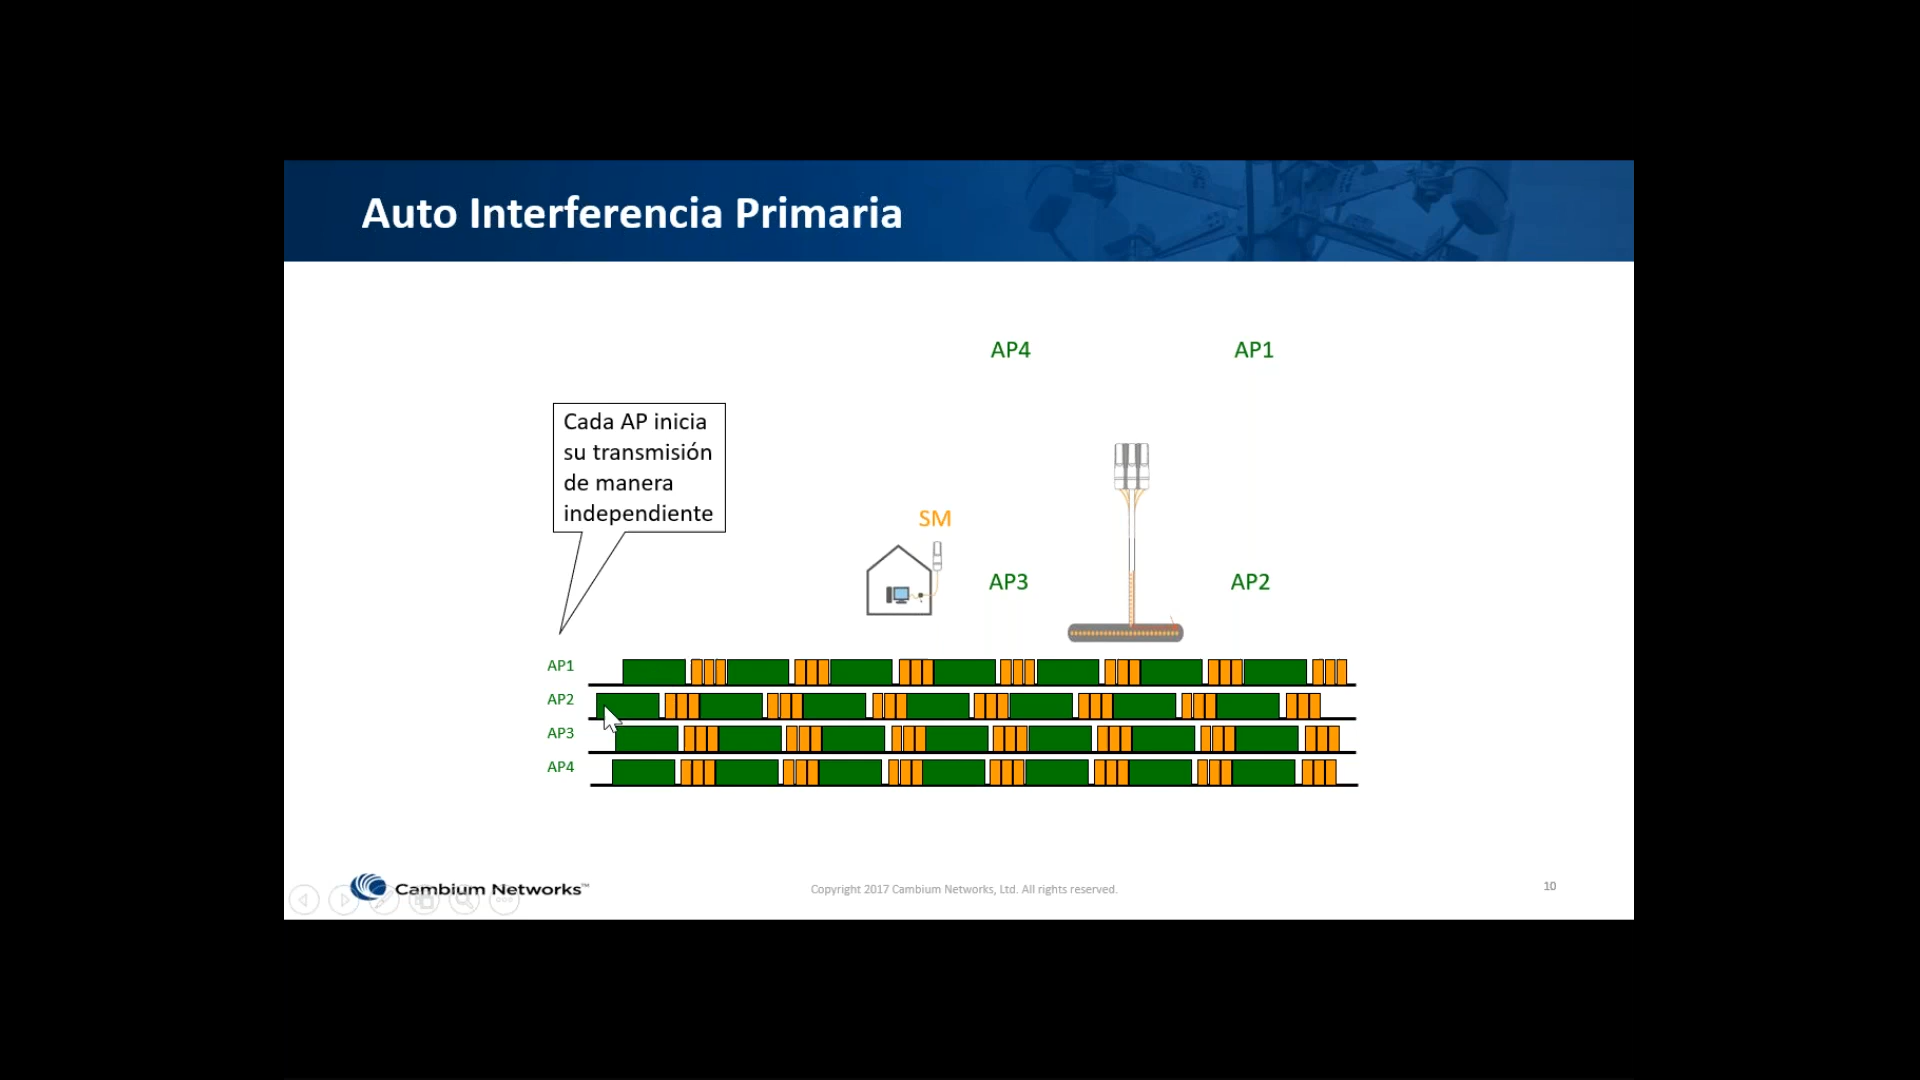 Auto Interferencia Primaria
AP4
AP1
Cada AP inicia
su transmisión
de manera
independiente
SM
AP3
AP2
AP1
AP2
AP3
AP4
Cambium Networks™
Copyright 2017 Cambium Networks, Ltd. All rights reserved.
10